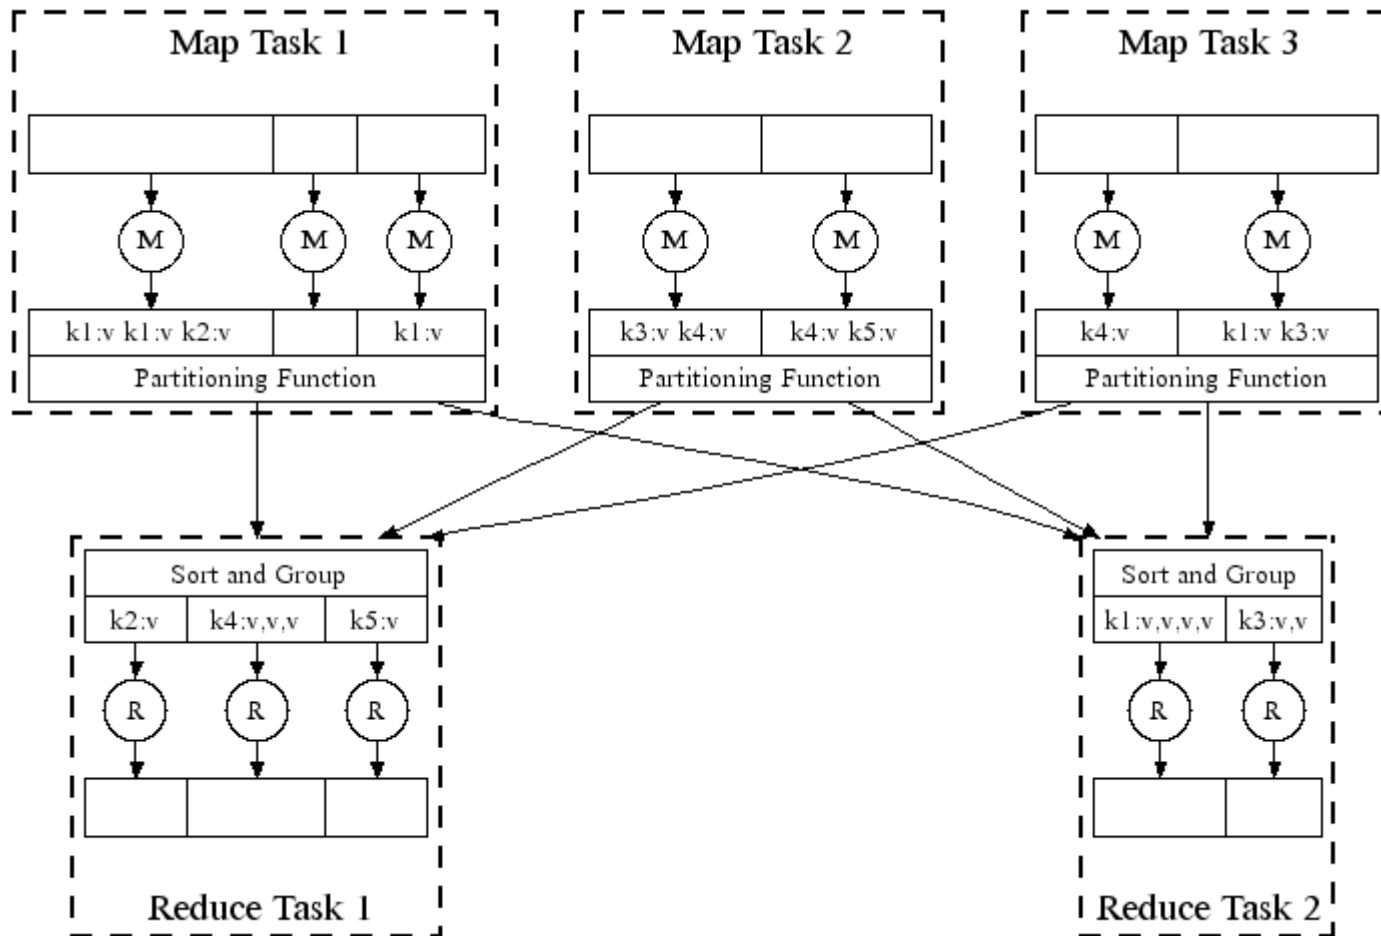 Map Task 1
Map Task 2
Map Task 3
M
M
M
M
M
M
M
k1:v k1:v k2:v
k1:v
k3:v k4:v
k4:v k5:v
k4:v
k1:v k3:v
Partitioning Function
Partitioning Function
Partitioning Function
Sort and Group
Sort and Group
k2:v
k4:v,v,v
k5:v
k1:v,v,v,v
k3:v,v
R
R
R
R
R
Reduce Task 1
Reduce Task 2